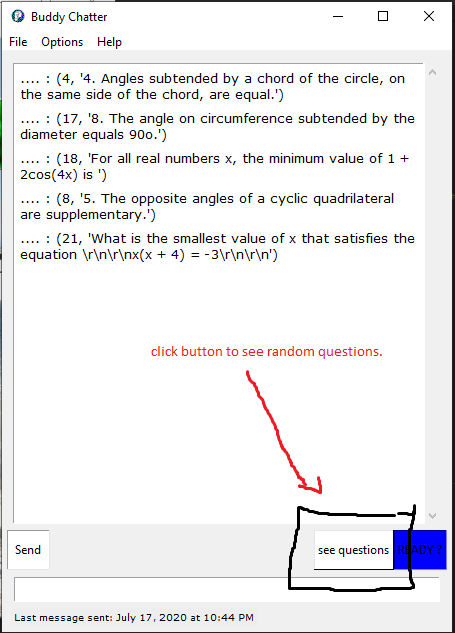 Buddy Chatter
File Options Help
.... : (4, '4. Angles subtended by a chord of the circle, on
the same side of the chord, are equal.')
.... : (17, '8. The angle on circumference subtended by the
diameter equals 90o.')
.... : (18, 'For all real numbers x, the minimum value of 1 +
2cos(4x) is ')
.... : (8, '5. The opposite angles of a cyclic quadrilateral
are supplementary.')
.... : (21, 'What is the smallest value of x that satisfies the
equation \r\n\r\nx(x + 4) = -3\r\n\r\n')
click button to see random questions.
Send see questions READY ?
Last message sent: July 17, 2020 at 10:44 PM